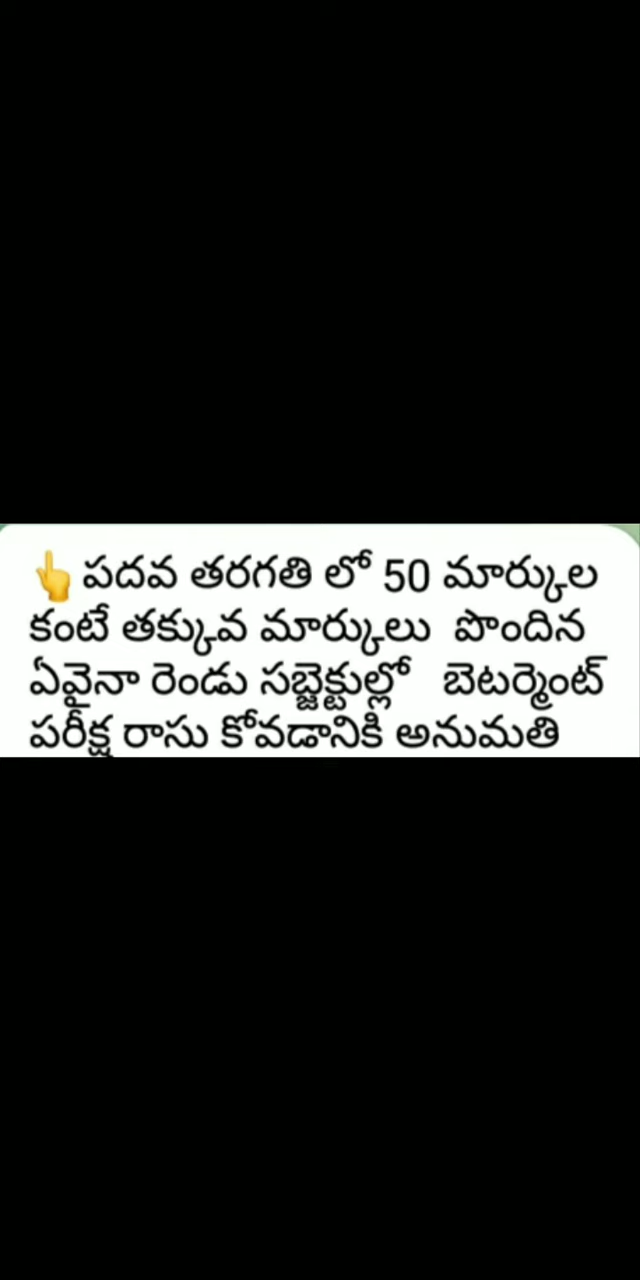 👆పదవ తరగతి లో 50 మార్కుల
కంటే తక్కువ మార్కులు పొందిన
ఏవైనా రెండు సబ్జెక్టుల్లో బెటర్మెంట్
పరీక్ష రాసు కోవడానికి అనుమతి